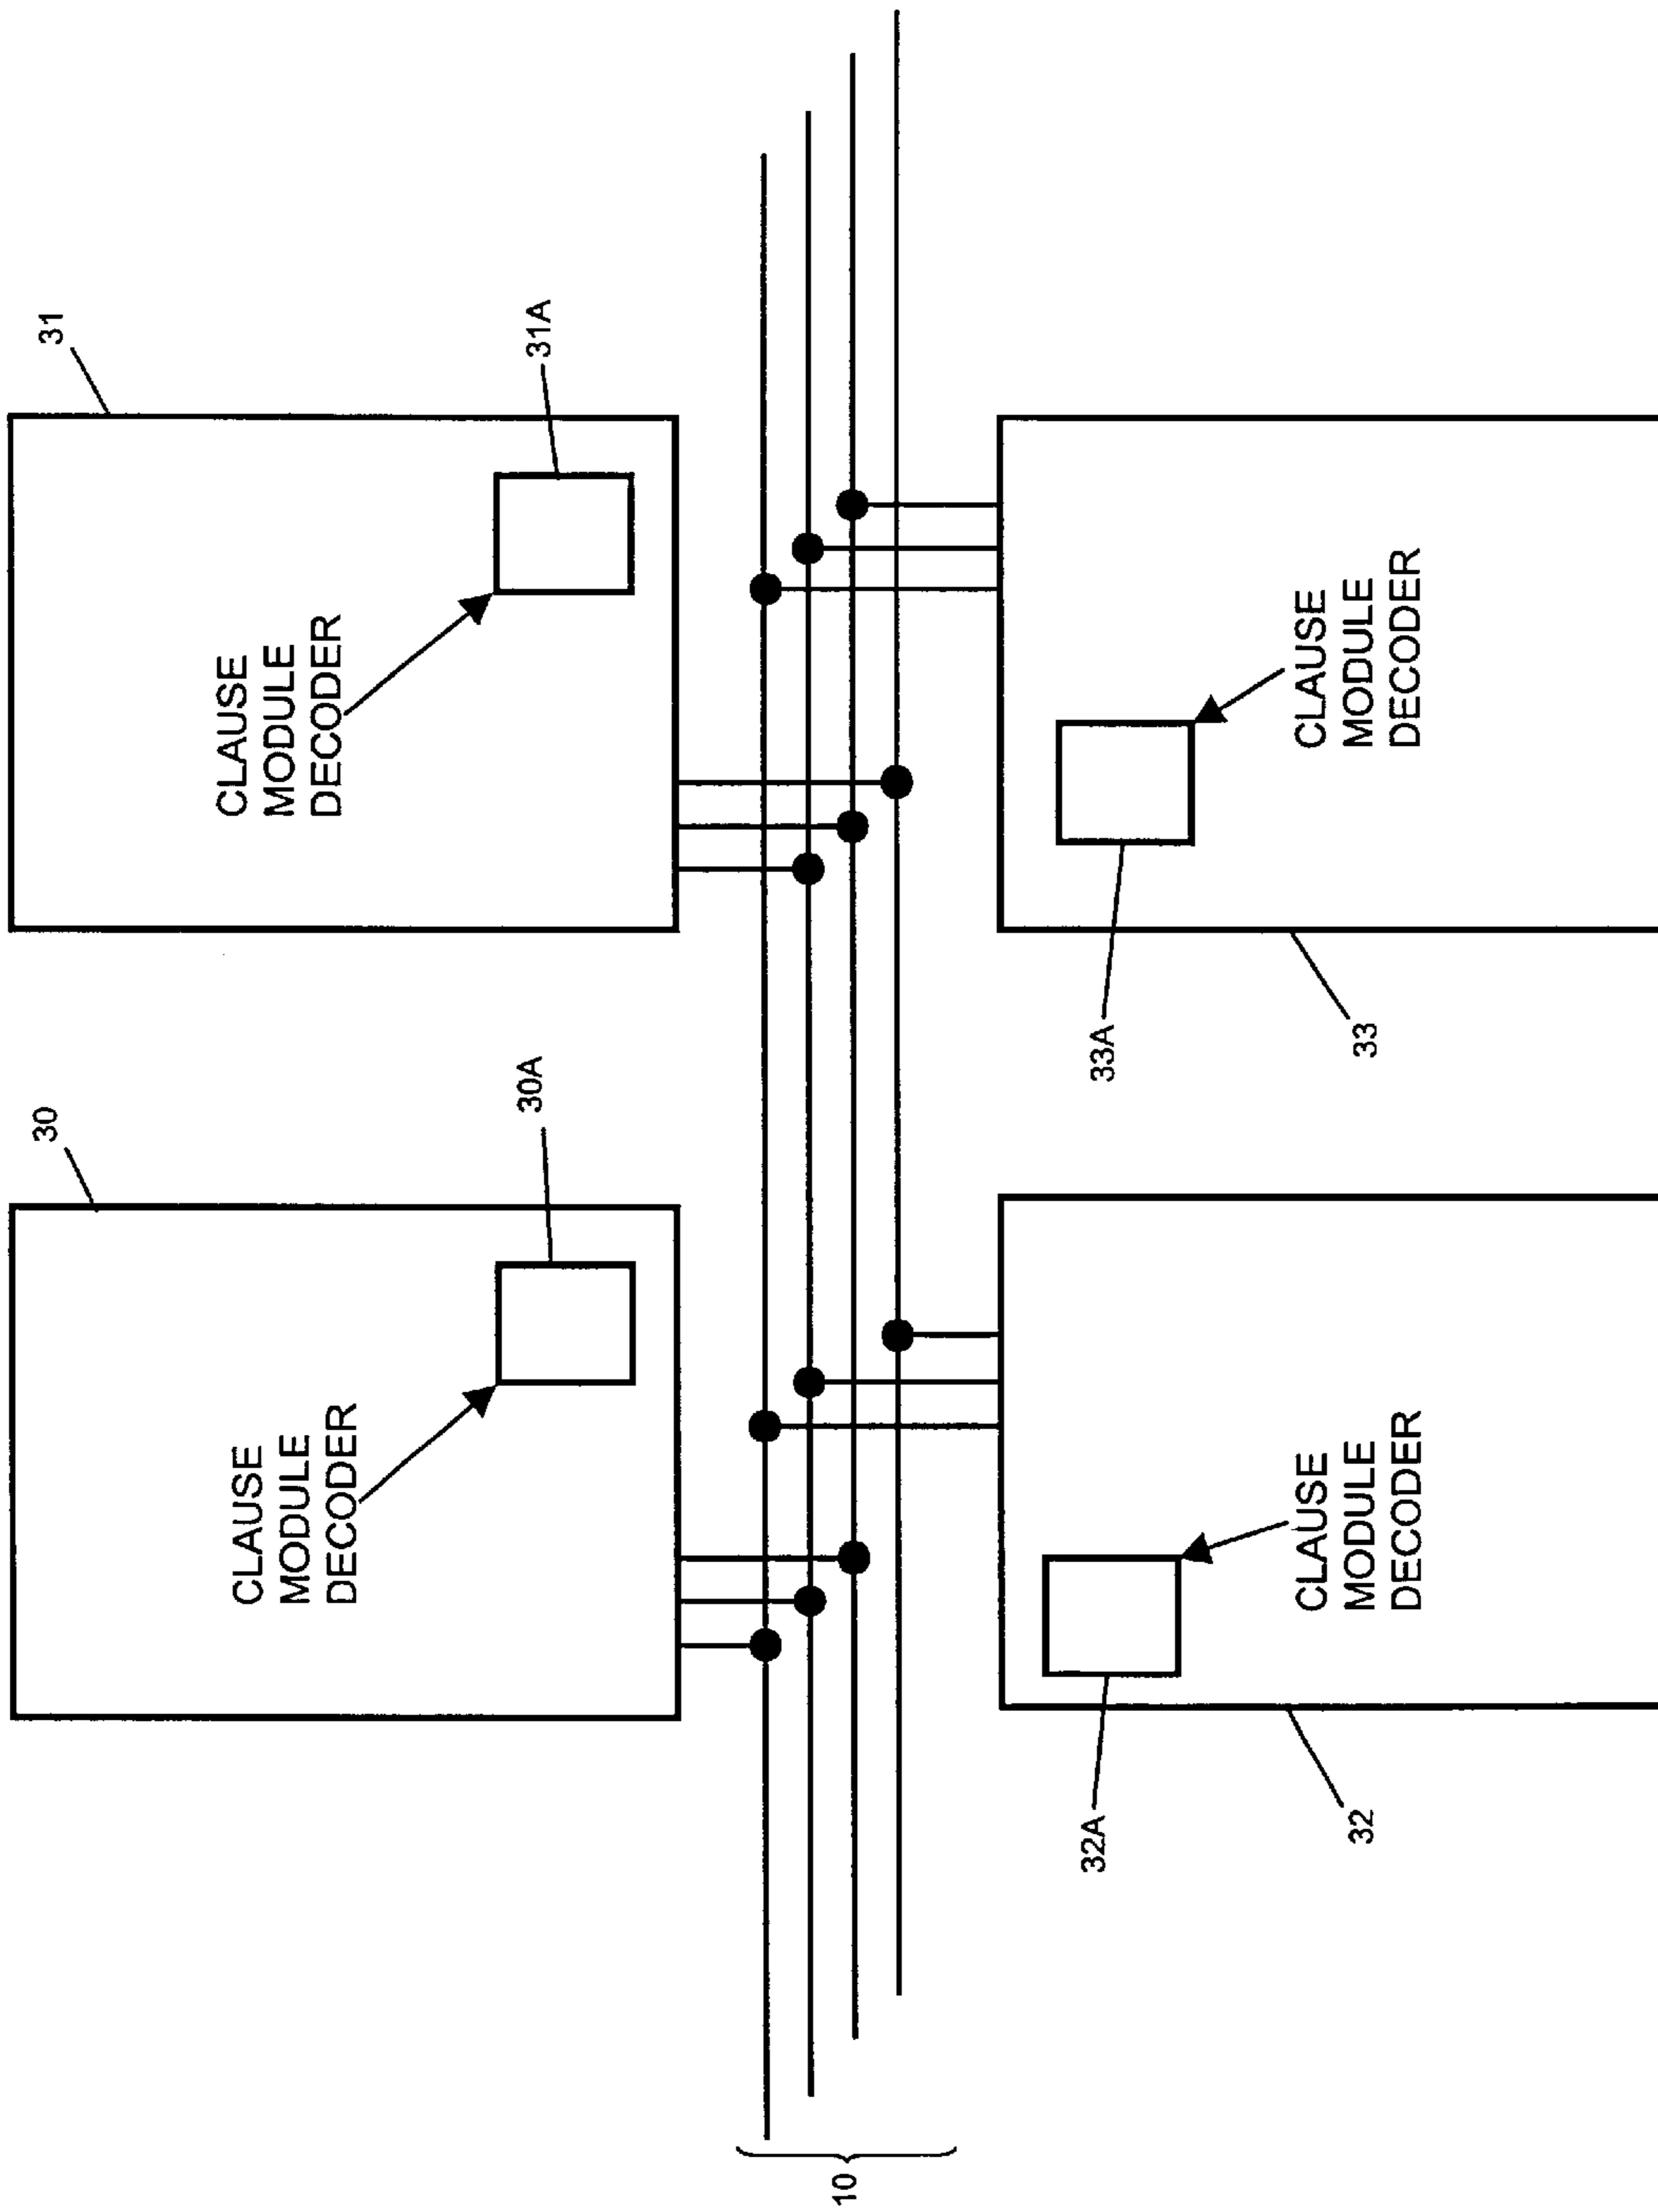 30
31
CLAUSE
MODULE
DECODER
CLAUSE
MODULE
DECODER
30A
31A
10
32A
33A
CLAUSE
MODULE
DECODER
CLAUSE
MODULE
DECODER
32
33